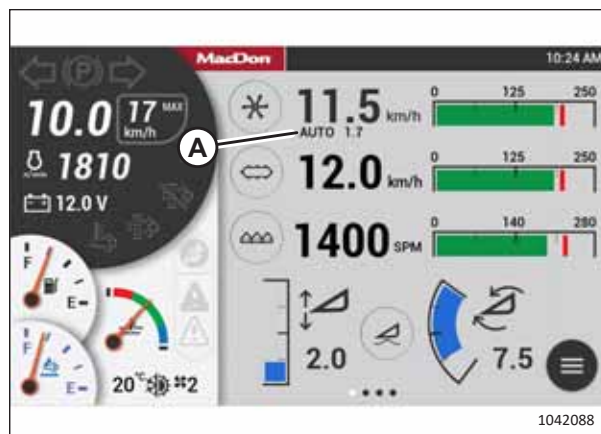 MacDon 10:24 AM
P
10.0 17 MAX km/h
11.5 km/h
0 125 250
AUTO 1.7
A
1810
12.0 km/h
0 125 250
12.0 V
1400 SPM
0 140 280
F
E
F
E
2.0
7.5
20°C 2
1042088